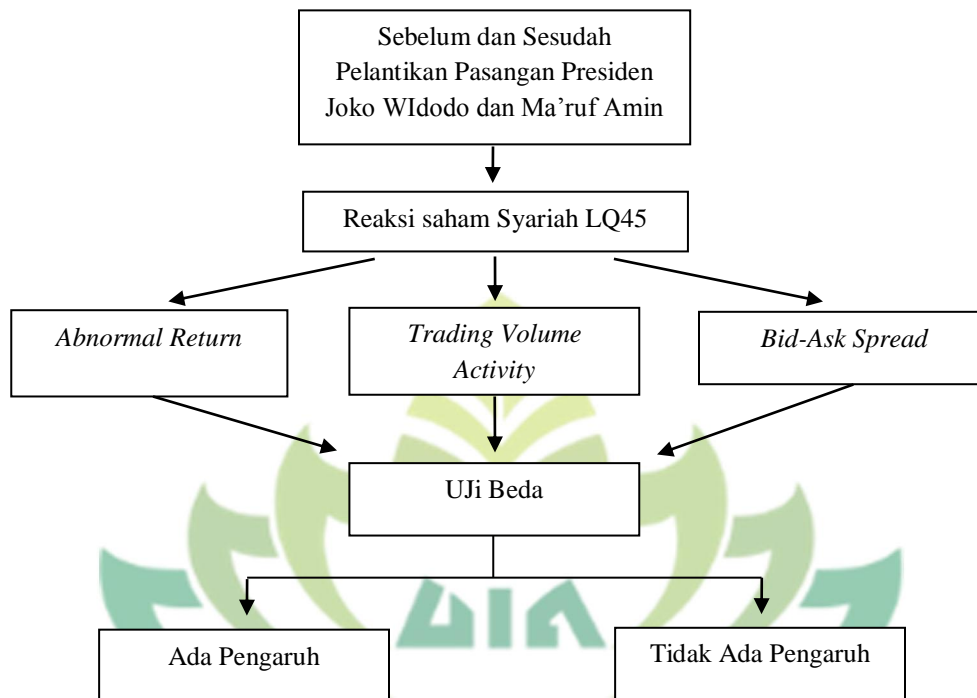 Sebelum dan Sesudah
Pelantikan Pasangan Presiden
Joko WIdodo dan Ma’ruf Amin
Reaksi saham Syariah LQ45
Abnormal Return
Trading Volume
Activity
Bid-Ask Spread
UJi Beda
UIN
Ada Pengaruh
Tidak Ada Pengaruh